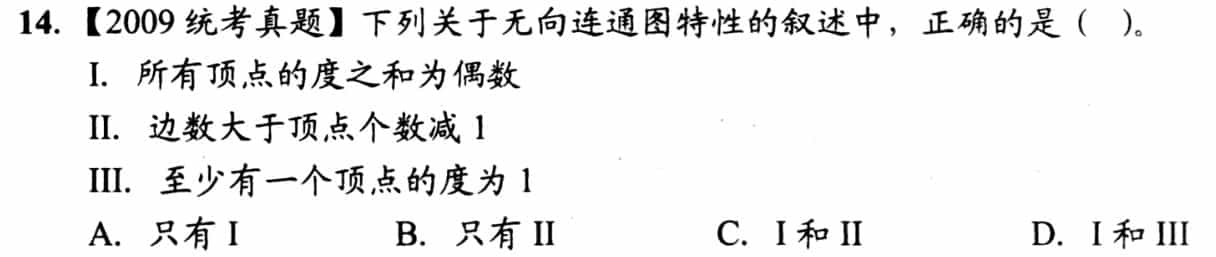 14.【2009 统考真题】下列关于无向连通图特性的叙述中，正确的是（ ）。
I. 所有顶点的度之和为偶数
II. 边数大于顶点个数减 1
III. 至少有一个顶点的度为 1
A. 只有 I B. 只有 II C. I 和 II D. I 和 III